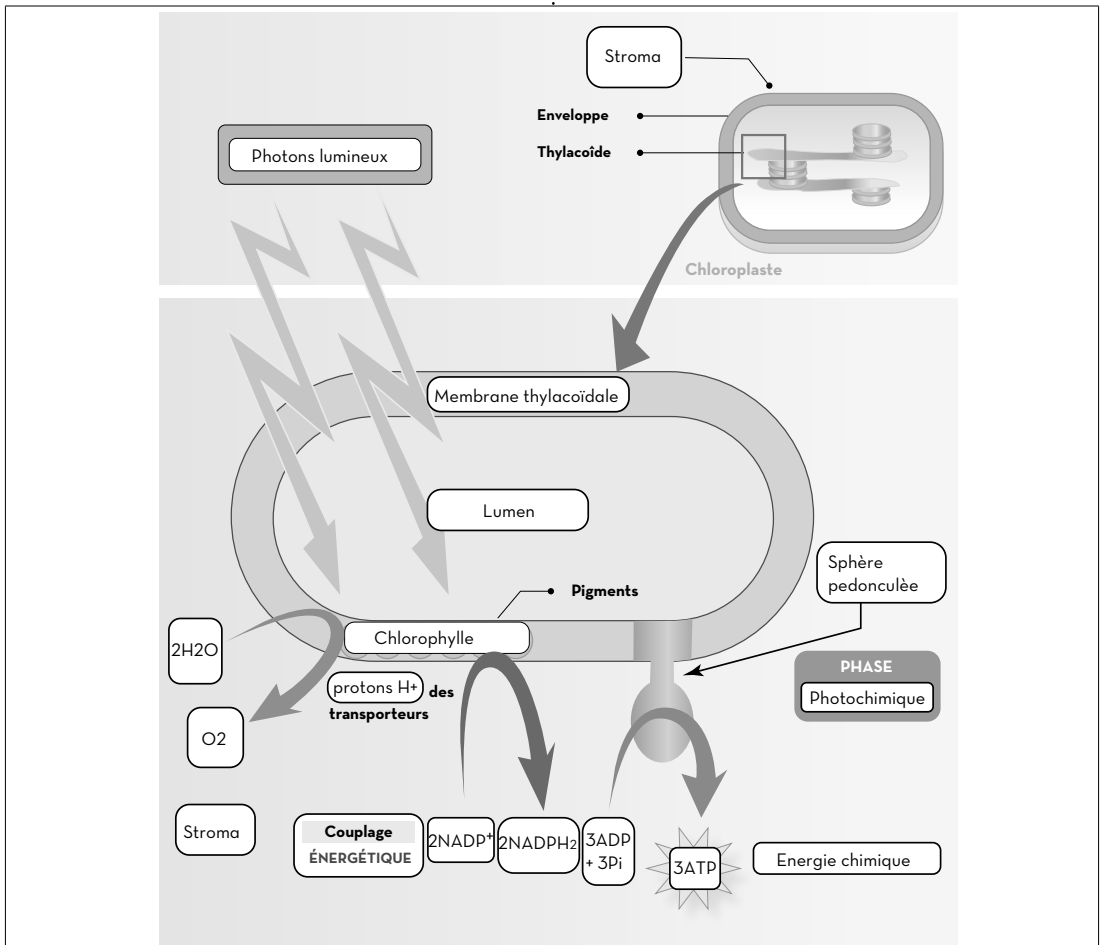 Stroma
Enveloppe
Photons lumineux
Thylacoîde
Chloroplaste
Membrane thylacoïdale
Lumen
Sphère
pedonculèe
Pigments
Chlorophylle
2H2O
PHASE
Photochimique
protons H+ des
transporteurs
O2
Stroma
Couplage
ÉNERGÉTIQUE
2NADP+
2NADPH2
3ADP
+ 3Pi
3ATP
Energie chimique